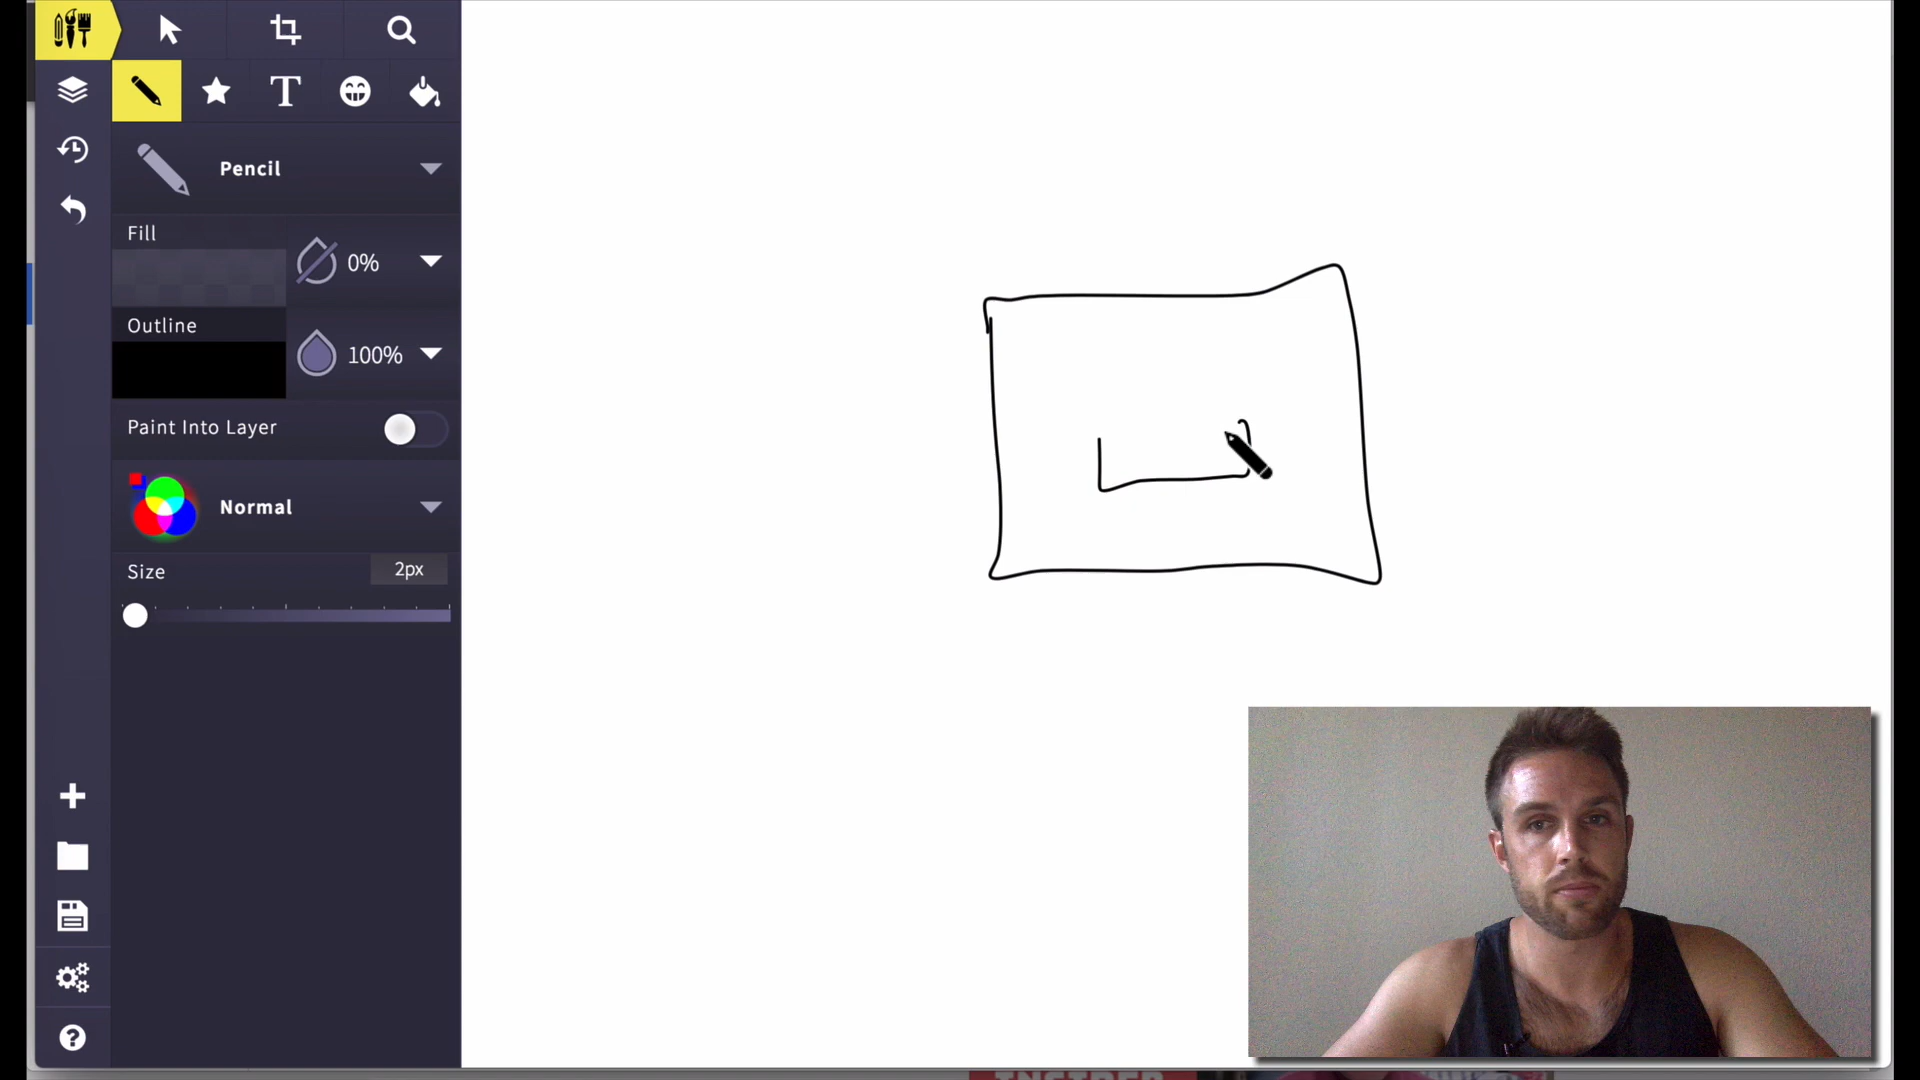 T
Pencil
Fill
0%
Outline
100%
Paint Into Layer
Normal
Size
2px
?